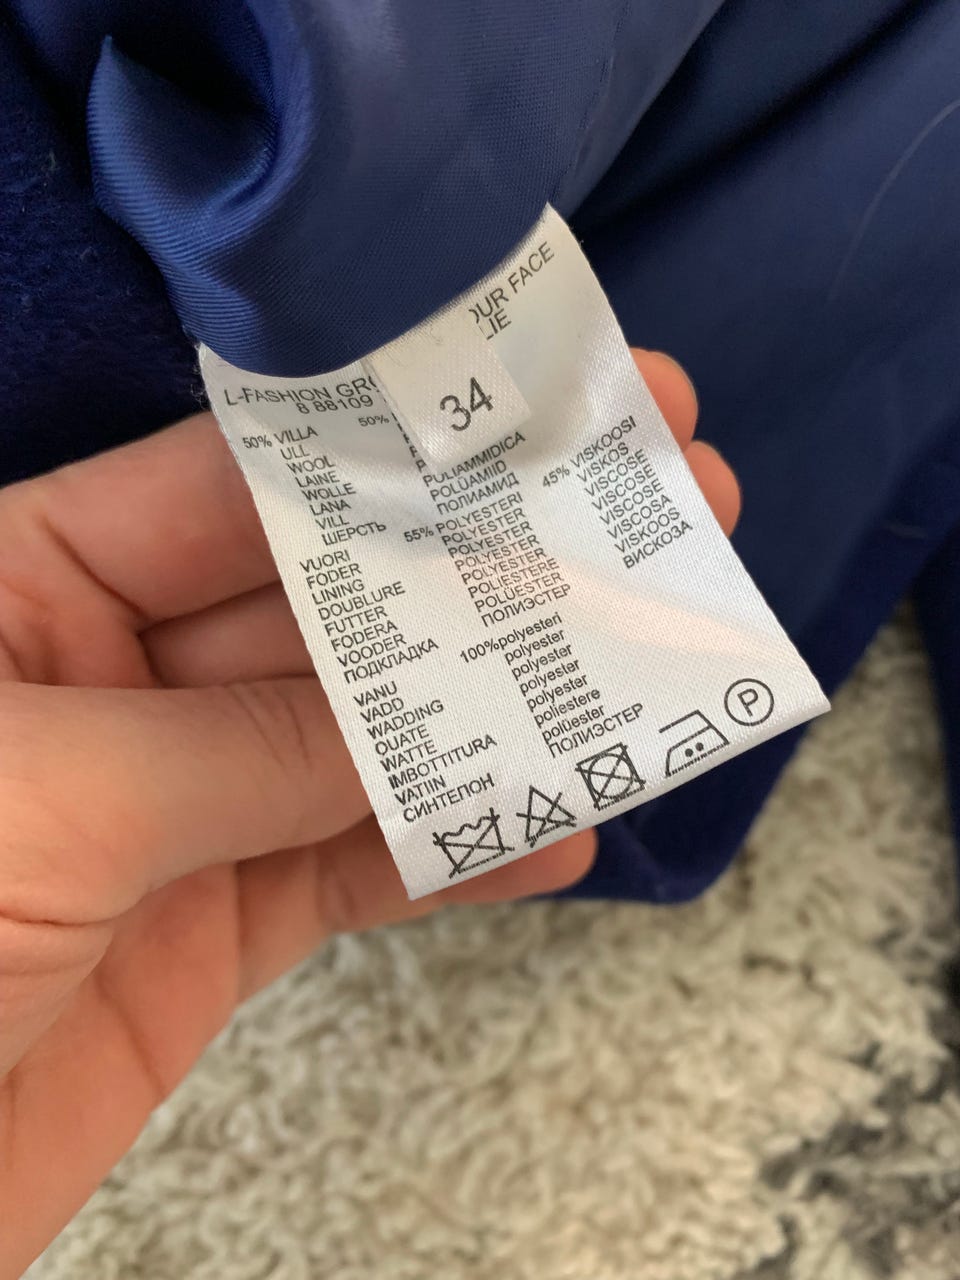 OUR FACE
LIE
34
L-FASHION GR
8 88109
50% VILLA
ULL
WOOL
LAINE
WOLLE
LANA
VILL
ШЕРСТЬ
50%
PULIAMMIDICA
POLÜAMIID
ПОЛИАМИД
VUORI
FODER
LINING
DOUBLURE
FUTTER
FODERA
VOODER
ПОДКЛАДКА
55% POLYESTERI
POLYESTER
POLYESTER
POLYESTER
POLYESTER
POLIESTERE
POLÜESTER
ПОЛИЭСТЕР
45% VISKOOSI
VISKOS
VISCOSE
VISCOSE
VISCOSE
VISCOSA
VISKOOS
ВИСКОЗА
VANU
VADD
WADDING
OUATE
WATTE
IMBOTTITURA
VATIIN
СИНТЕПОН
100%polyesteri
polyester
polyester
polyester
polyester
poliestere
polüester
ПОЛИЭСТЕР
P